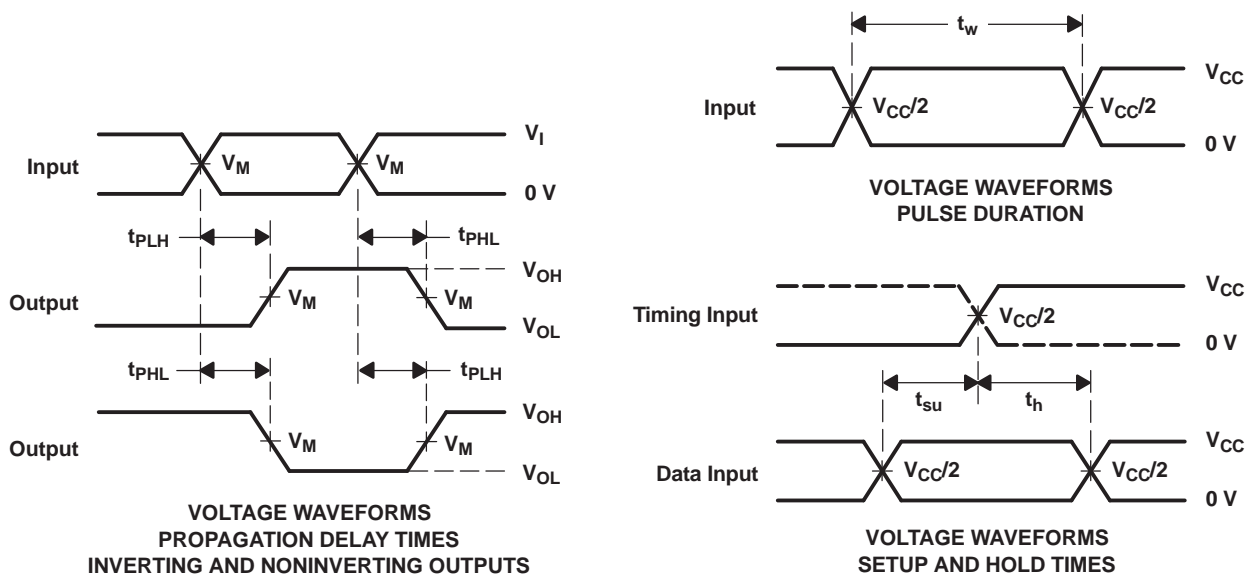 Input
V_M
V_M
V_I
0 V
t_PLH
t_PHL
Output
V_M
V_M
V_OH
V_OL
t_PHL
t_PLH
Output
V_M
V_M
V_OH
V_OL
VOLTAGE WAVEFORMS
PROPAGATION DELAY TIMES
INVERTING AND NONINVERTING OUTPUTS
t_w
Input
V_CC/2
V_CC/2
V_CC
0 V
VOLTAGE WAVEFORMS
PULSE DURATION
Timing Input
V_CC/2
V_CC
0 V
t_su
t_h
Data Input
V_CC/2
V_CC/2
V_CC
0 V
VOLTAGE WAVEFORMS
SETUP AND HOLD TIMES